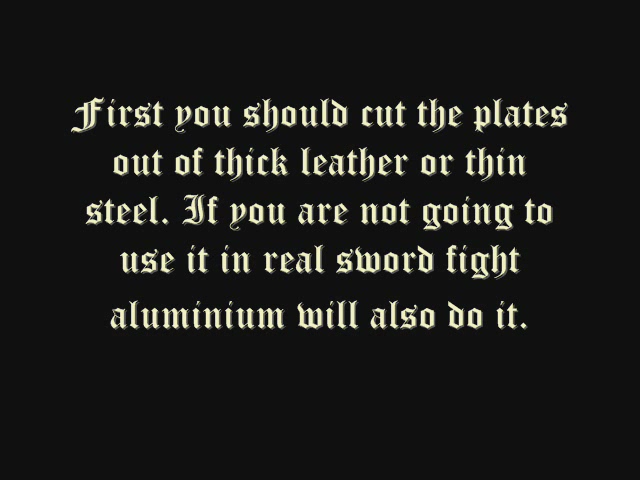 First you should cut the plates
out of thick leather or thin
steel. If you are not going to
use it in real sword fight
aluminium will also do it.